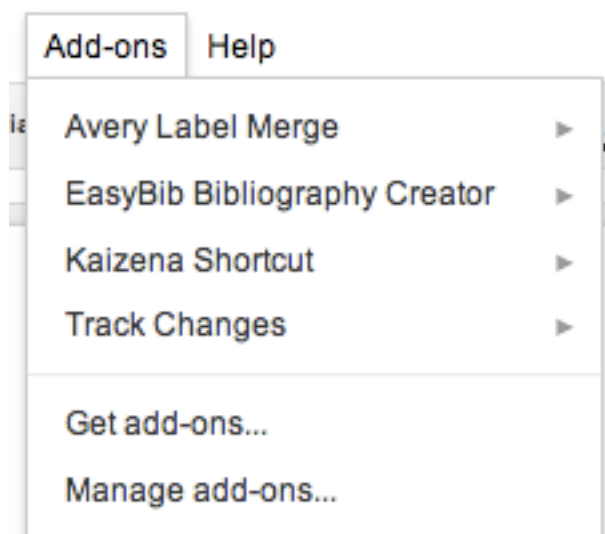 Add-ons Help
Avery Label Merge
EasyBib Bibliography Creator
Kaizena Shortcut
Track Changes
Get add-ons...
Manage add-ons...